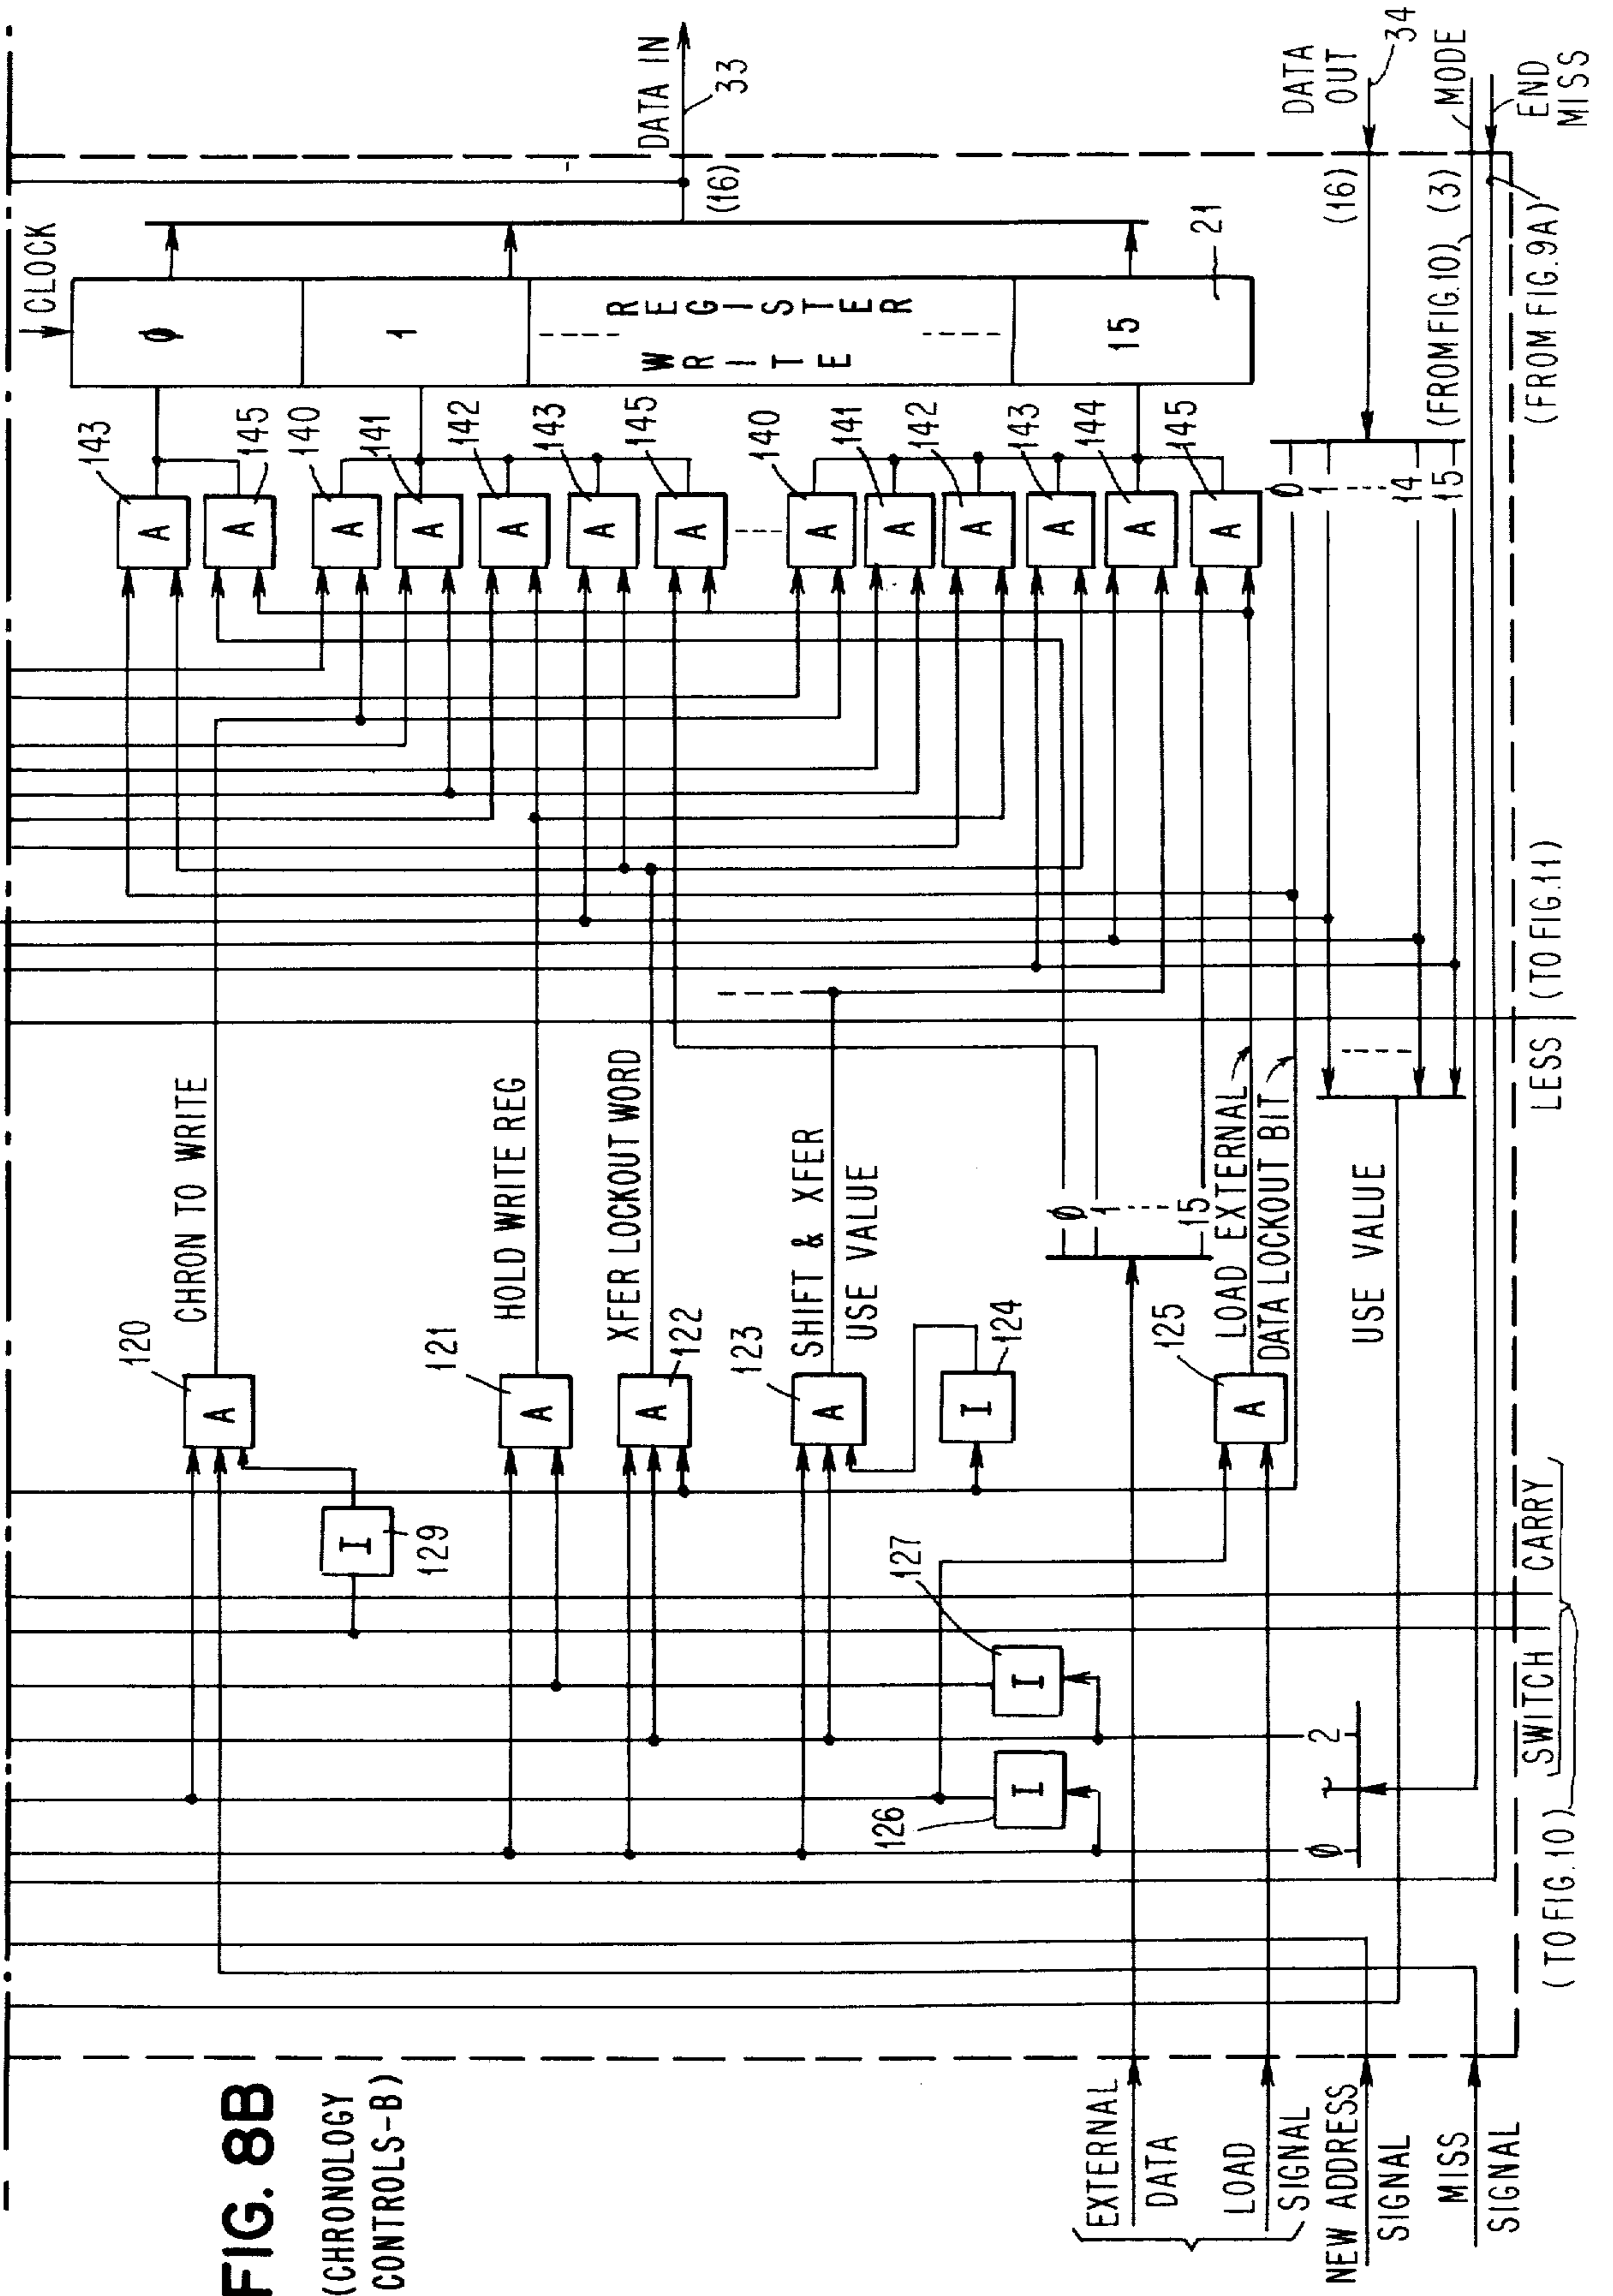 FIG. 8B
(CHRONOLOGY
CONTROLS-B)
CLOCK
DATA IN
33
(16)
0
1
WRITE
REGISTER
15
21
143
145
140
141
142
143
145
140
141
142
143
144
145
A
A
A
A
A
A
A
A
A
A
A
A
A
0
1
14
15
DATA
OUT
34
(16)
MODE
(3)
(FROM FIG.10)
END
MISS
(FROM FIG.9A)
CHRON TO WRITE
120
A
HOLD WRITE REG
121
A
XFER LOCKOUT WORD
122
A
SHIFT & XFER
USE VALUE
123
A
124
I
0
1
15
LOAD EXTERNAL
DATA LOCKOUT BIT
125
A
USE VALUE
129
I
127
I
126
I
0
2
LESS (TO FIG.11)
CARRY
SWITCH
(TO FIG.10)
EXTERNAL
DATA
LOAD
SIGNAL
NEW ADDRESS
SIGNAL
MISS
SIGNAL